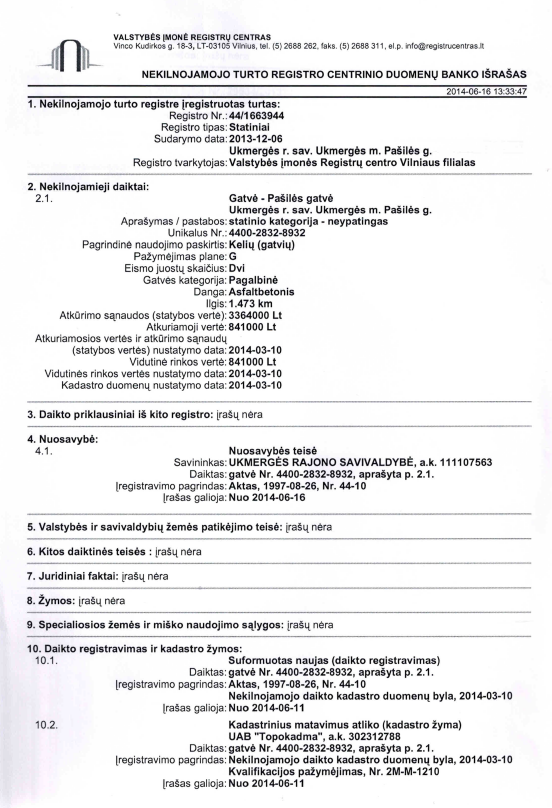 VALSTYBĖS ĮMONĖ REGISTRŲ CENTRAS
Vinco Kudirkos g. 18-3, LT-03105 Vilnius, tel. (5) 2688 262, faks. (5) 2688 311, el.p. info@registrucentras.lt
NEKILNOJAMOJO TURTO REGISTRO CENTRINIO DUOMENŲ BANKO IŠRAŠAS
2014-06-16 13:33:47
1. Nekilnojamojo turto registre įregistruotas turtas:
Registro Nr.: 44/1663944
Registro tipas: Statiniai
Sudarymo data: 2013-12-06
Ukmergės r. sav. Ukmergės m. Pašilės g.
Registro tvarkytojas: Valstybės įmonės Registrų centro Vilniaus filialas
2. Nekilnojamieji daiktai:
2.1. Gatvė - Pašilės gatvė
Ukmergės r. sav. Ukmergės m. Pašilės g.
Aprašymas / pastabos: statinio kategorija - neypatingas
Unikalus Nr.: 4400-2832-8932
Pagrindinė naudojimo paskirtis: Kelių (gatvių)
Pažymėjimas plane: G
Eismo juostų skaičius: Dvi
Gatvės kategorija: Pagalbinė
Danga: Asfaltbetonis
Ilgis: 1.473 km
Atkūrimo sąnaudos (statybos vertė): 3364000 Lt
Atkuriamoji vertė: 841000 Lt
Atkuriamosios vertės ir atkūrimo sąnaudų
(statybos vertės) nustatymo data: 2014-03-10
Vidutinė rinkos vertė: 841000 Lt
Vidutinės rinkos vertės nustatymo data: 2014-03-10
Kadastro duomenų nustatymo data: 2014-03-10
3. Daikto priklausiniai iš kito registro: įrašų nėra
4. Nuosavybė:
4.1. Nuosavybės teisė
Savininkas: UKMERGĖS RAJONO SAVIVALDYBĖ, a.k. 111107563
Daiktas: gatvė Nr. 4400-2832-8932, aprašyta p. 2.1.
Įregistravimo pagrindas: Aktas, 1997-08-26, Nr. 44-10
Įrašas galioja: Nuo 2014-06-16
5. Valstybės ir savivaldybių žemės patikėjimo teisė: įrašų nėra
6. Kitos daiktinės teisės : įrašų nėra
7. Juridiniai faktai: įrašų nėra
8. Žymos: įrašų nėra
9. Specialiosios žemės ir miško naudojimo sąlygos: įrašų nėra
10. Daikto registravimas ir kadastro žymos:
10.1. Suformuotas naujas (daikto registravimas)
Daiktas: gatvė Nr. 4400-2832-8932, aprašyta p. 2.1.
Įregistravimo pagrindas: Aktas, 1997-08-26, Nr. 44-10
Nekilnojamojo daikto kadastro duomenų byla, 2014-03-10
Įrašas galioja: Nuo 2014-06-11
10.2. Kadastrinius matavimus atliko (kadastro žyma)
UAB "Topokadma", a.k. 302312788
Daiktas: gatvė Nr. 4400-2832-8932, aprašyta p. 2.1.
Įregistravimo pagrindas: Nekilnojamojo daikto kadastro duomenų byla, 2014-03-10
Kvalifikacijos pažymėjimas, Nr. 2M-M-1210
Įrašas galioja: Nuo 2014-06-11